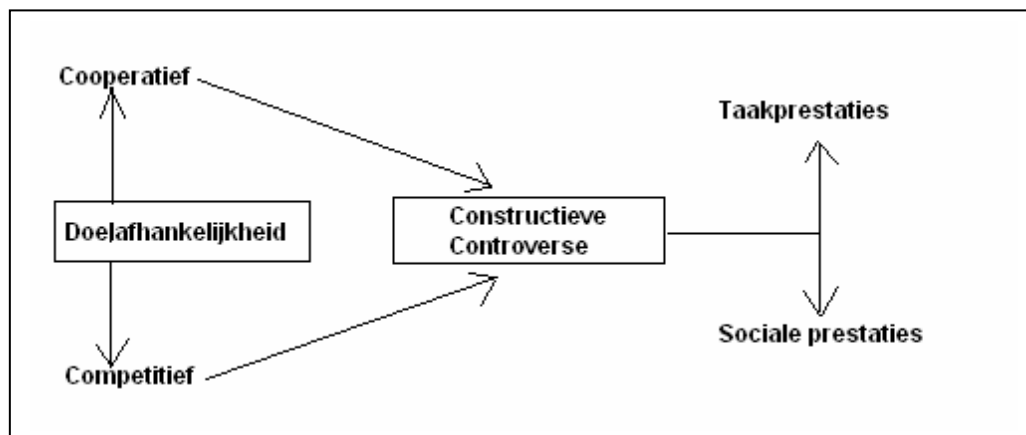 Cooperatief
Taakprestaties
Doelafhankelijkheid
Constructieve
Controverse
Sociale prestaties
Competitief